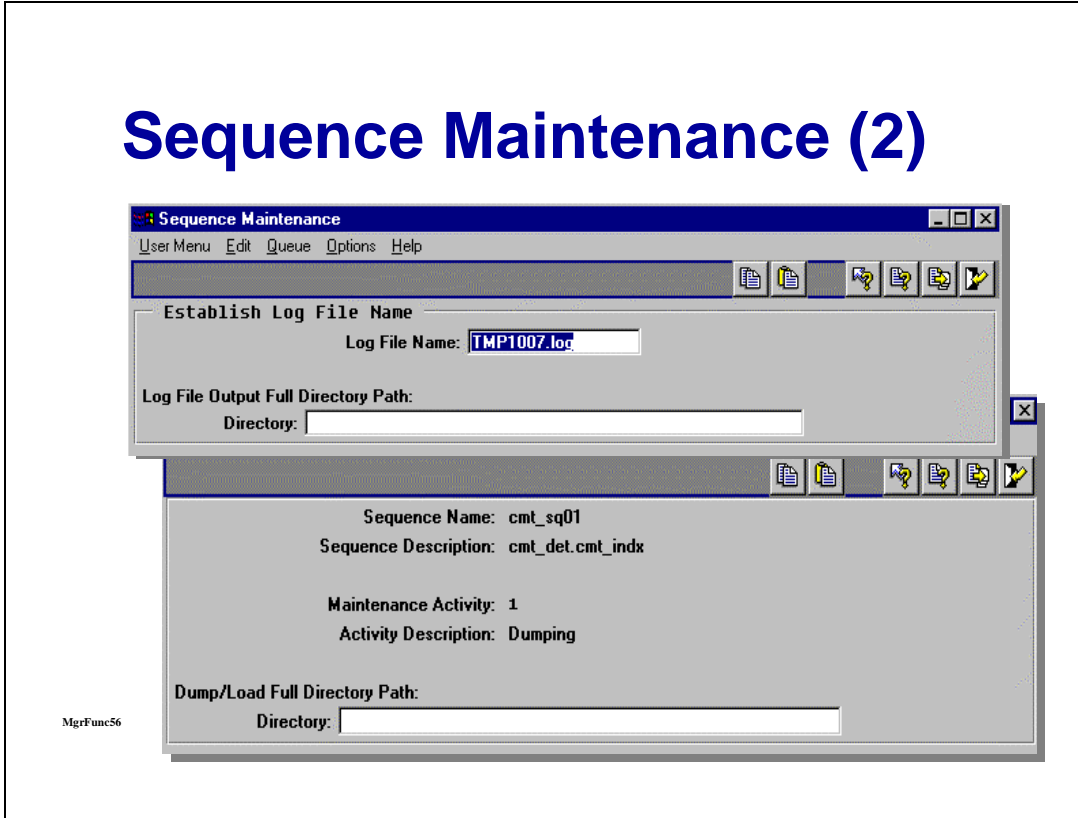 Sequence Maintenance (2)
Sequence Maintenance
User Menu Edit Queue Options Help
Establish Log File Name
Log File Name: TMP1007.log
Log File Output Full Directory Path:
Directory:
Sequence Name: cmt_sq01
Sequence Description: cmt_det.cmt_indx
Maintenance Activity: 1
Activity Description: Dumping
Dump/Load Full Directory Path:
Directory:
MgrFunc56